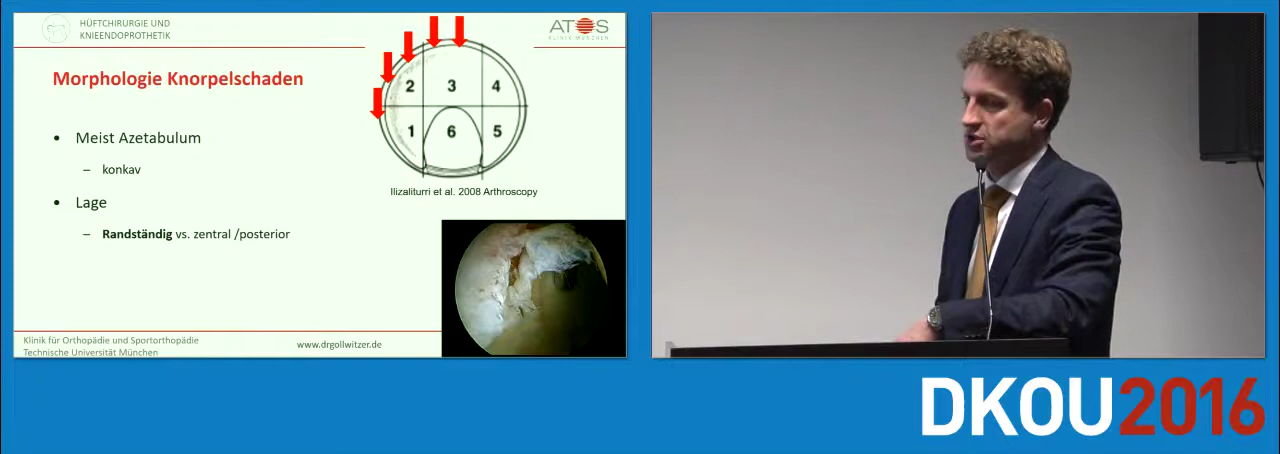 HÜFTCHIRURGIE UND
KNIEENDOPROTHETIK
ATOS
KLINIK MÜNCHEN
Morphologie Knorpelschaden
• Meist Azetabulum
– konkav
• Lage
– Randständig vs. zentral /posterior
2 3 4
1 6 5
Ilizaliturri et al. 2008 Arthroscopy
Klinik für Orthopädie und Sportorthopädie
Technische Universität München
www.drgollwitzer.de
DKOU2016